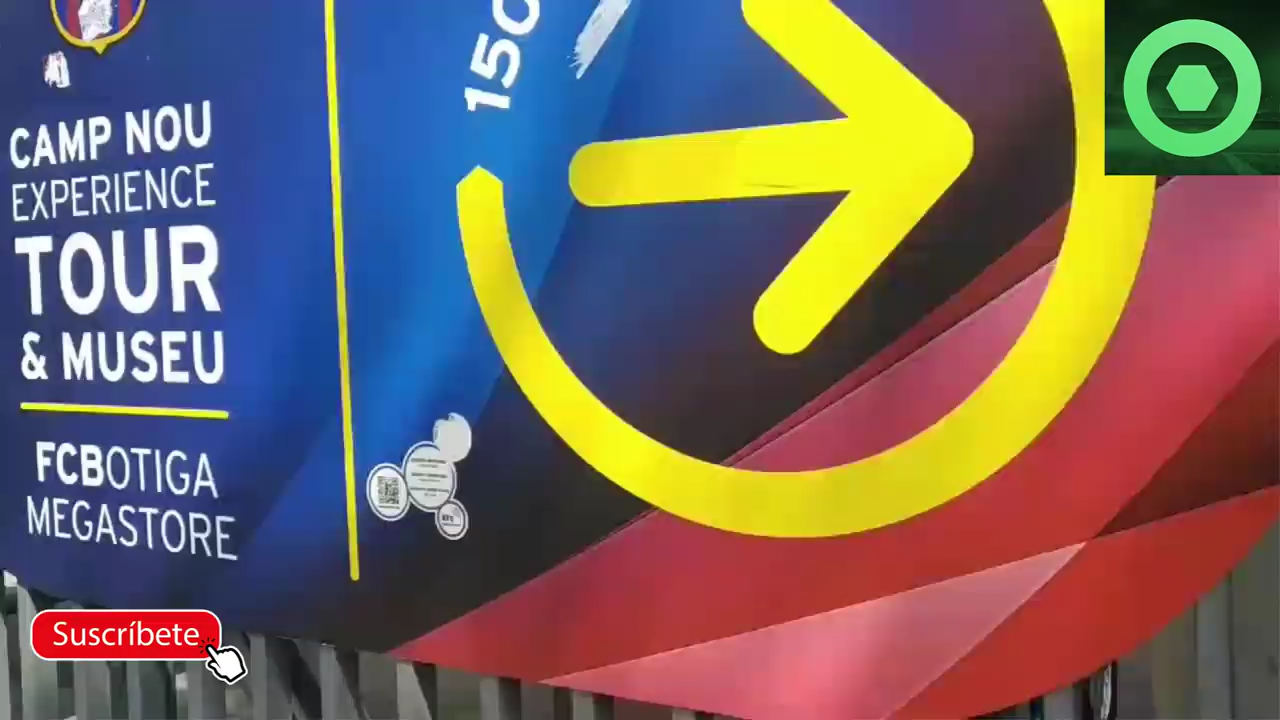 CAMP NOU
EXPERIENCE
TOUR
& MUSEU
FCBOTIGA
MEGASTORE
150
Suscríbete